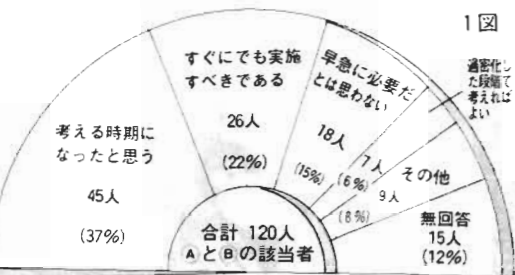 1図
考える時期に
なったと思う
45人
(37%)
すぐにでも実施
すべきである
26人
(22%)
早急に必要だ
とは思わない
18人
(15%)
過密化し
た段階で
考えれば
よい
7人
(6%)
その他
9人
(8%)
無回答
15人
(12%)
合計 120人
ⒶとⒷの該当者